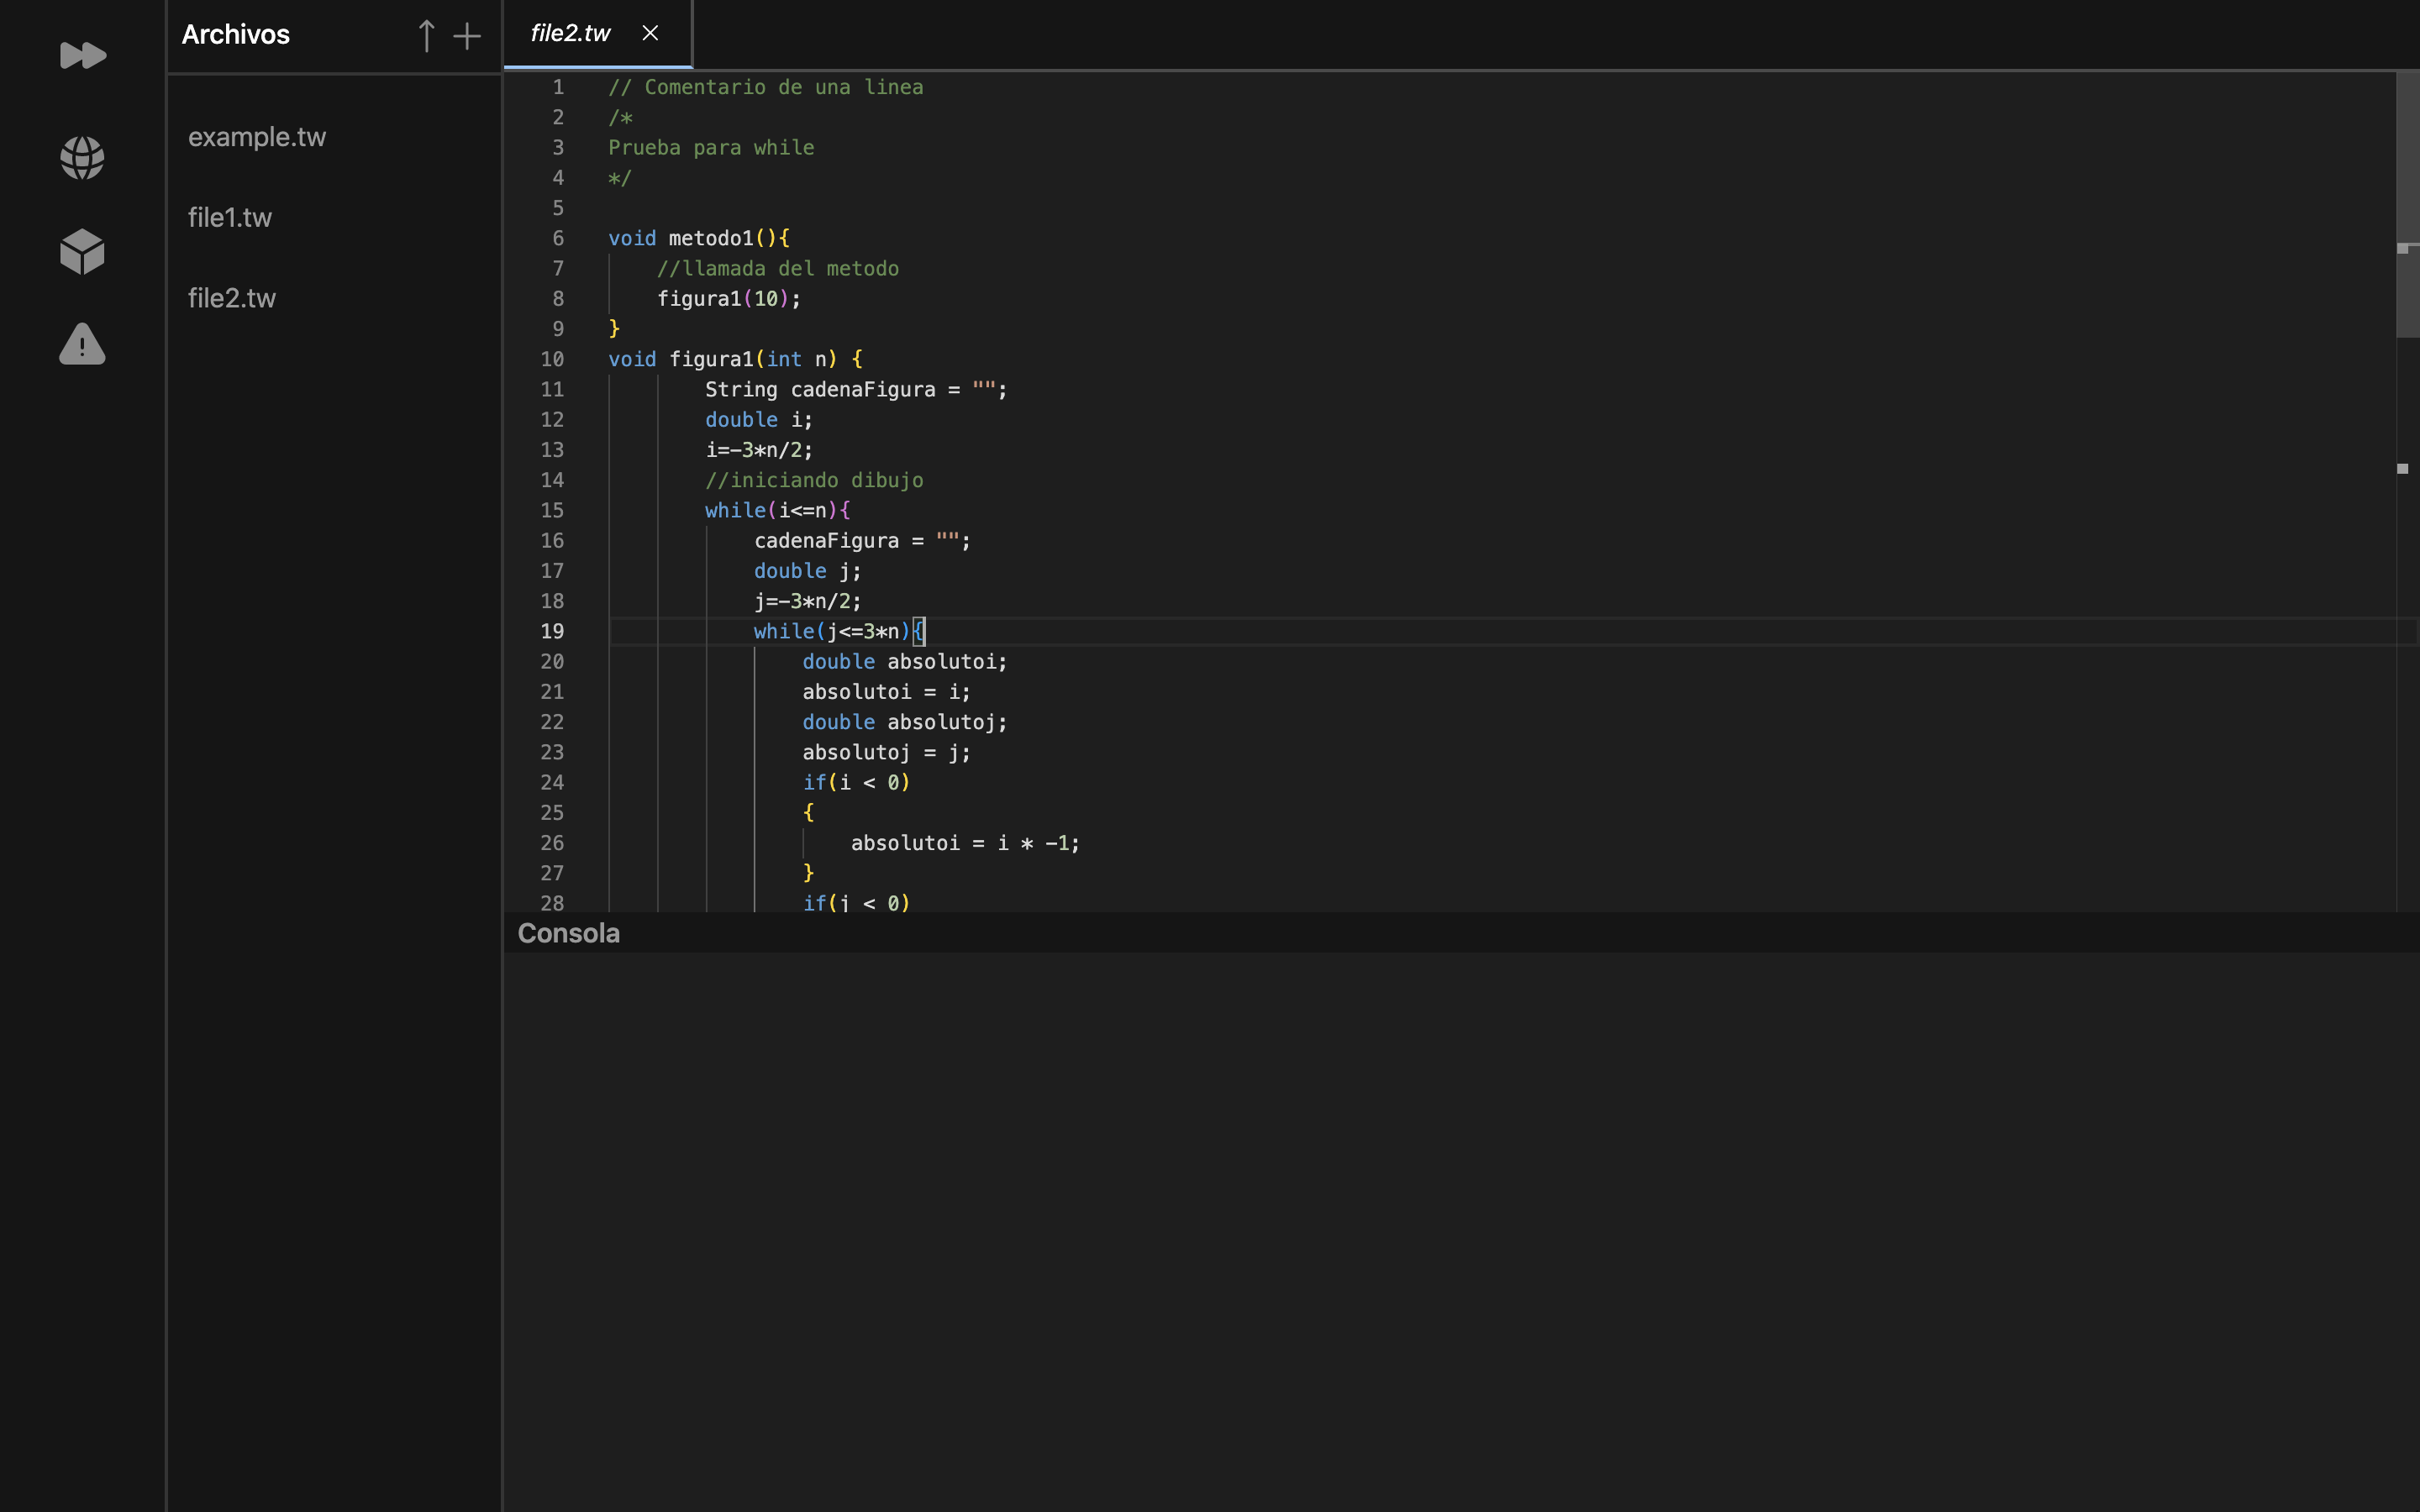 Archivos
example.tw
file1.tw
file2.tw
file2.tw
1 // Comentario de una linea
2 /*
3 Prueba para while
4 */
5
6 void metodo1(){
7 //llamada del metodo
8 figura1(10);
9 }
10 void figura1(int n) {
11 String cadenaFigura = "";
12 double i;
13 i=-3*n/2;
14 //iniciando dibujo
15 while(i<=n){
16 cadenaFigura = "";
17 double j;
18 j=-3*n/2;
19 while(j<=3*n){
20 double absolutoi;
21 absolutoi = i;
22 double absolutoj;
23 absolutoj = j;
24 if(i < 0)
25 {
26 absolutoi = i * -1;
27 }
28 if(j < 0)
Consola